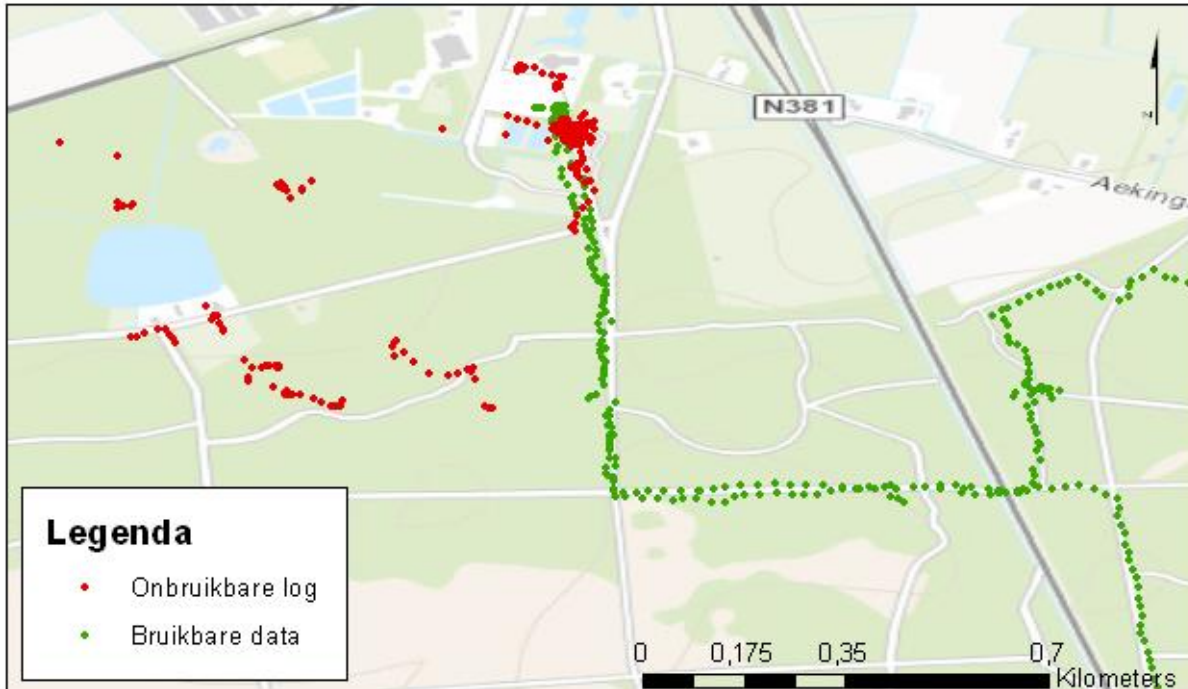 N
N381
Aeking
Legenda
Onbruikbare log
Bruikbare data
0 0,175 0,35 0,7
Kilometers